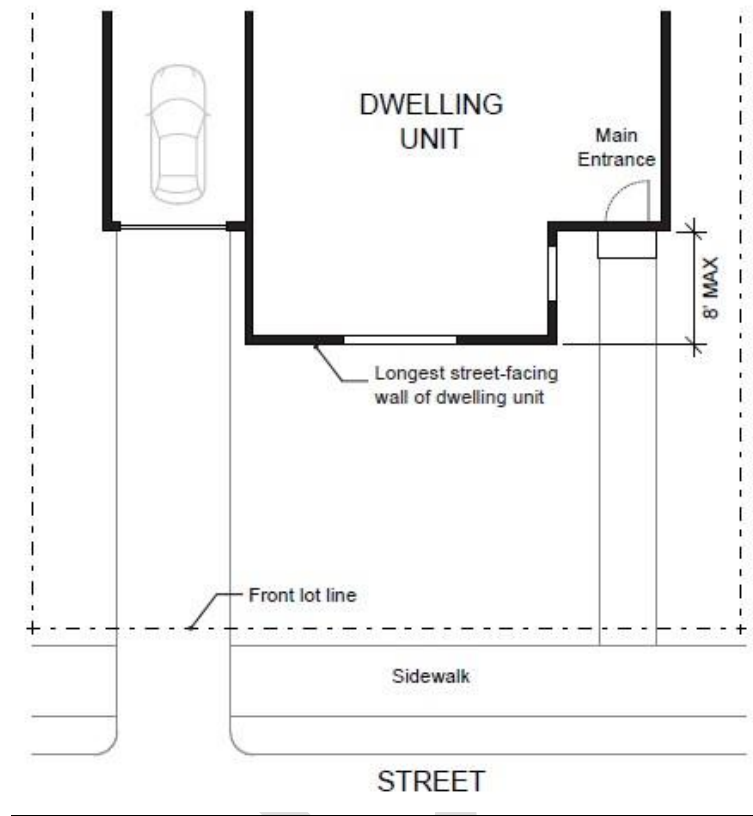 DWELLING
UNIT
Main
Entrance
8' MAX
Longest street-facing
wall of dwelling unit
Front lot line
Sidewalk
STREET